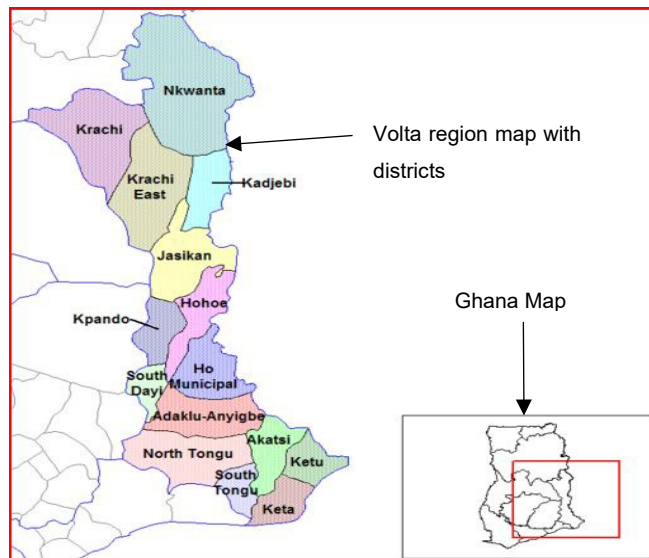 Nkwanta
Krachi
Volta region map with
districts
Krachi
East
Kadjebi
Jasikan
Ghana Map
Hohoe
Kpando
Ho
Municipal
South
Dayi
Adaklu-Anyigbe
Akatsi
North Tongu
Ketu
South
Tongu
Keta